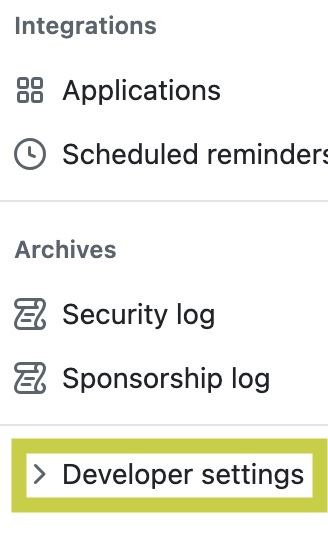 Integrations
Applications
Scheduled reminders
Archives
Security log
Sponsorship log
Developer settings